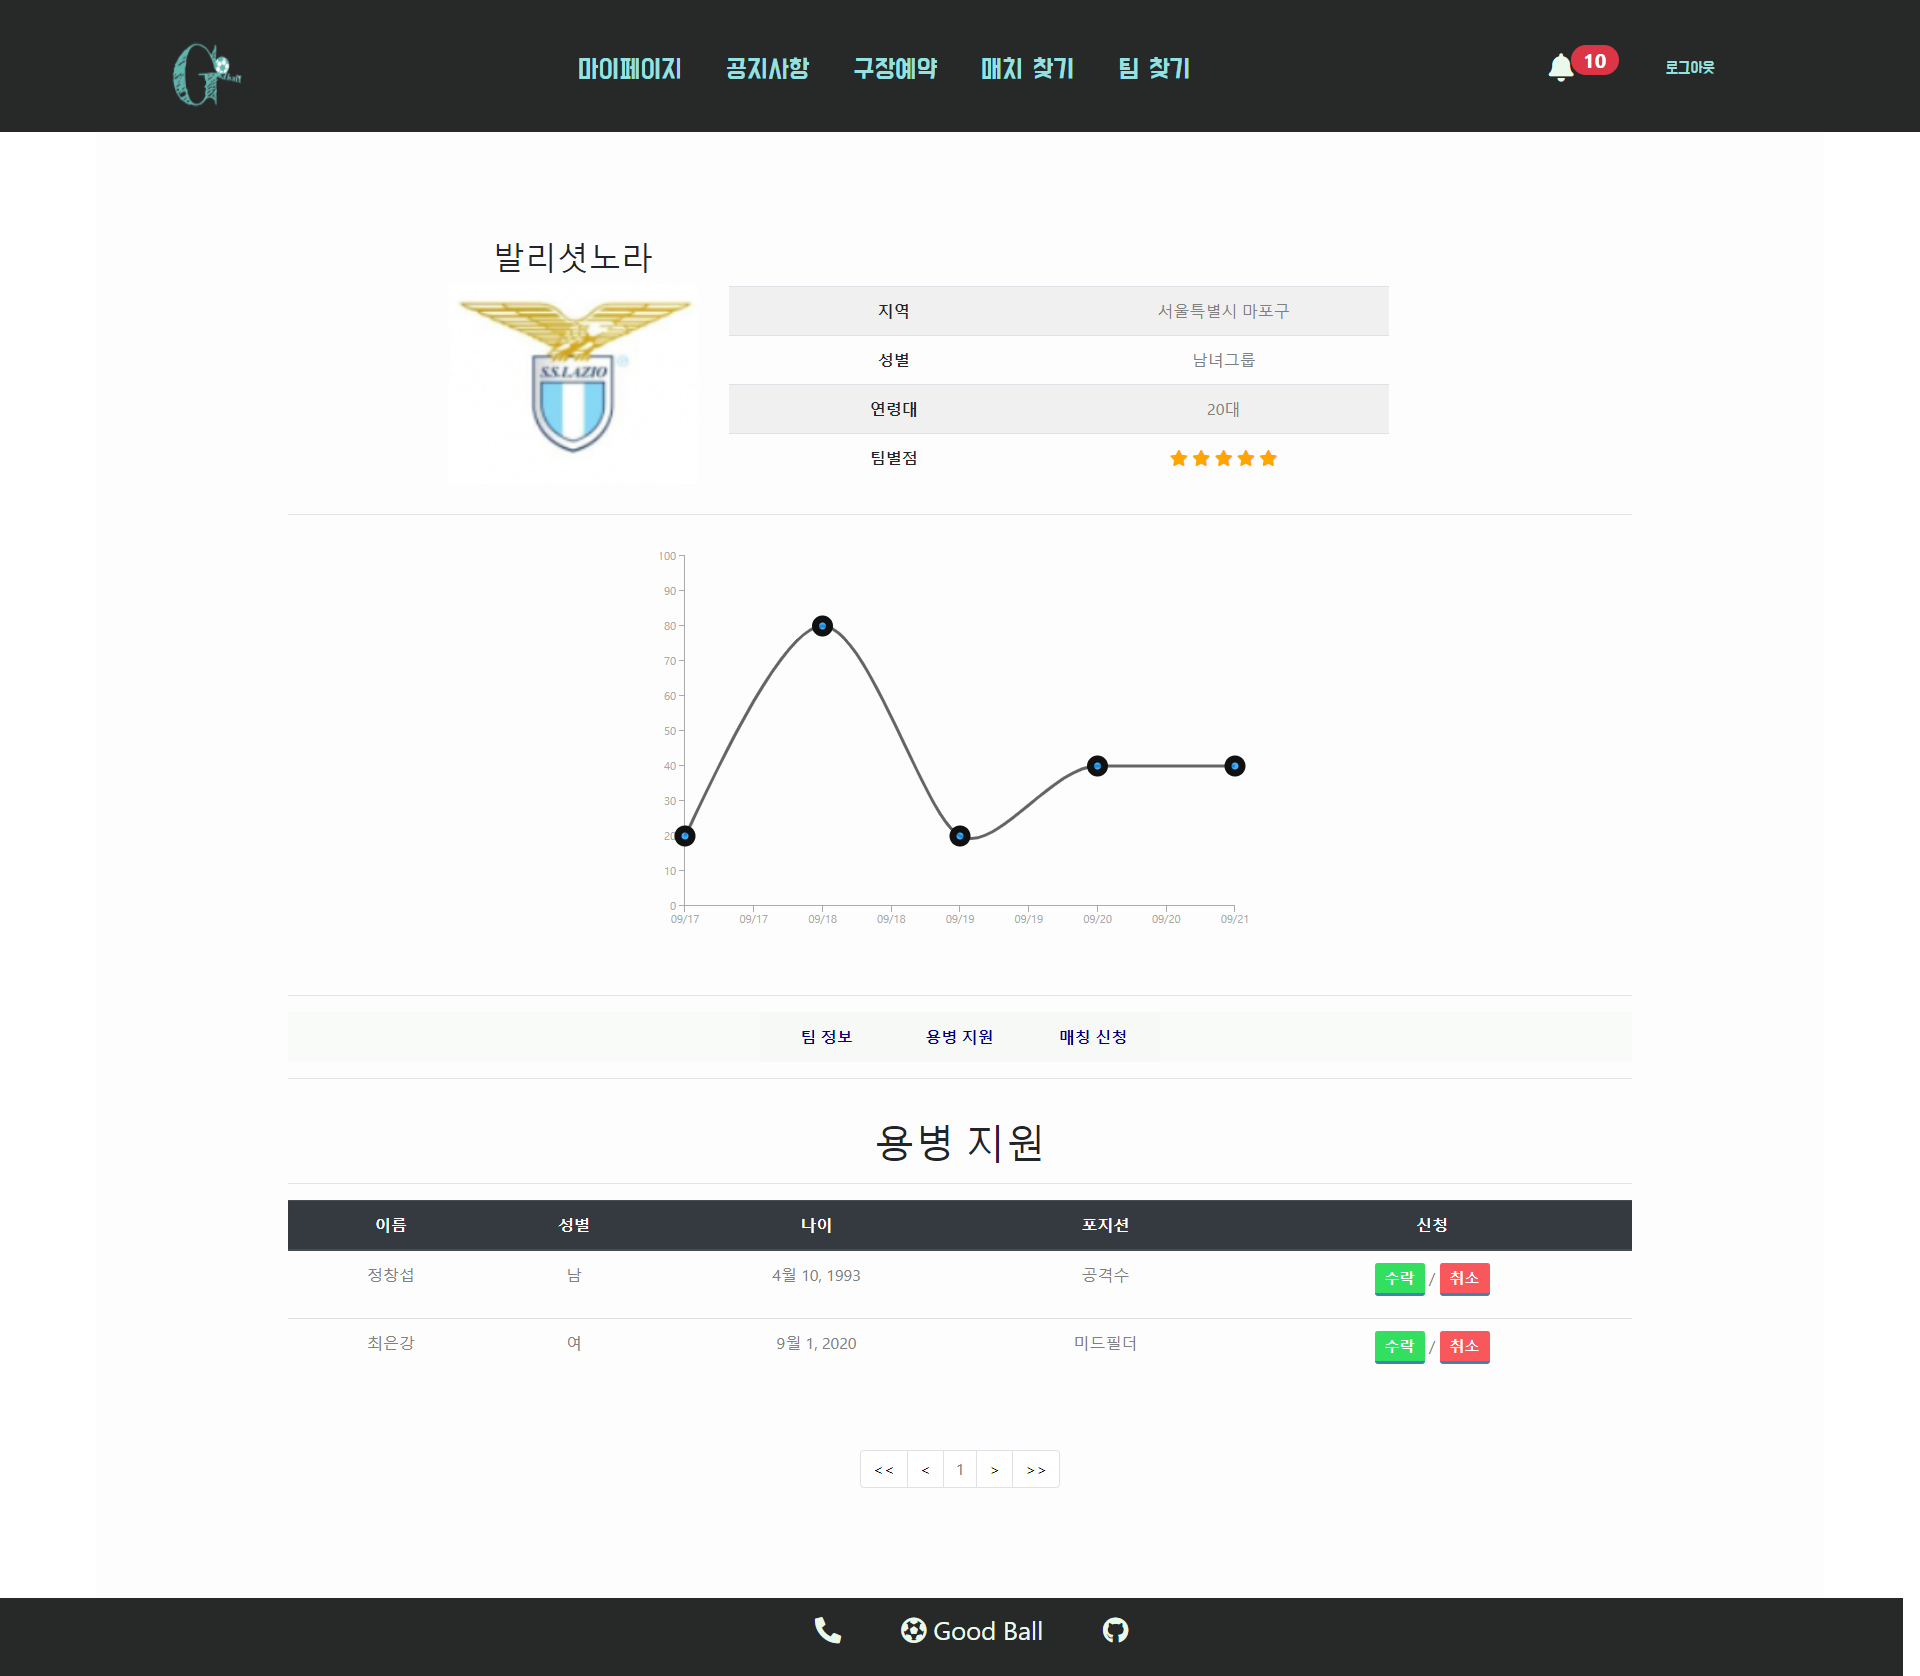 G ball
마이페이지 공지사항 구장예약 매치 찾기 팀 찾기
10 로그아웃
발리셧노라
S.S.LAZIO ®
지역 서울특별시 마포구
성별 남녀그룹
연령대 20대
팀별점
100
90
80
70
60
50
40
30
20
10
0
09/17 09/17 09/18 09/18 09/19 09/19 09/20 09/20 09/21
팀 정보 용병 지원 매칭 신청
용병 지원
이름 성별 나이 포지션 신청
정창섭 남 4월 10, 1993 공격수 수락 / 취소
최은강 여 9월 1, 2020 미드필더 수락 / 취소
<< < 1 > >>
Good Ball